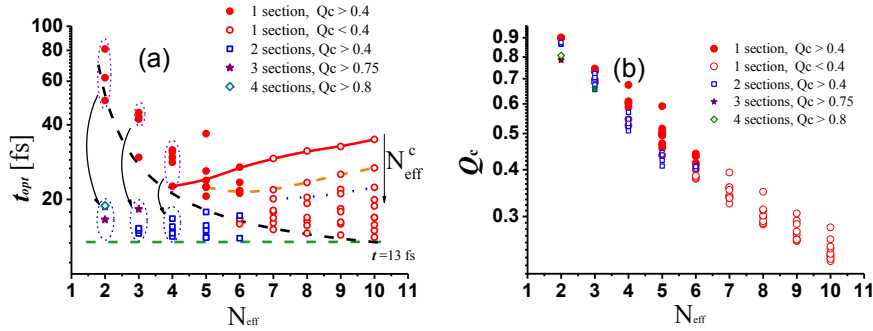 (a)
1 section, Qc > 0.4
1 section, Qc < 0.4
2 sections, Qc > 0.4
3 sections, Qc > 0.75
4 sections, Qc > 0.8
100
80
60
40
20
t_opt [fs]
N^c_eff
t =13 fs
1 2 3 4 5 6 7 8 9 10 11
N_eff
(b)
1 section, Qc > 0.4
1 section, Qc < 0.4
2 sections, Qc > 0.4
3 sections, Qc > 0.75
4 sections, Qc > 0.8
0.9
0.8
0.7
0.6
0.5
0.4
0.3
Q_c
1 2 3 4 5 6 7 8 9 10 11
N_eff